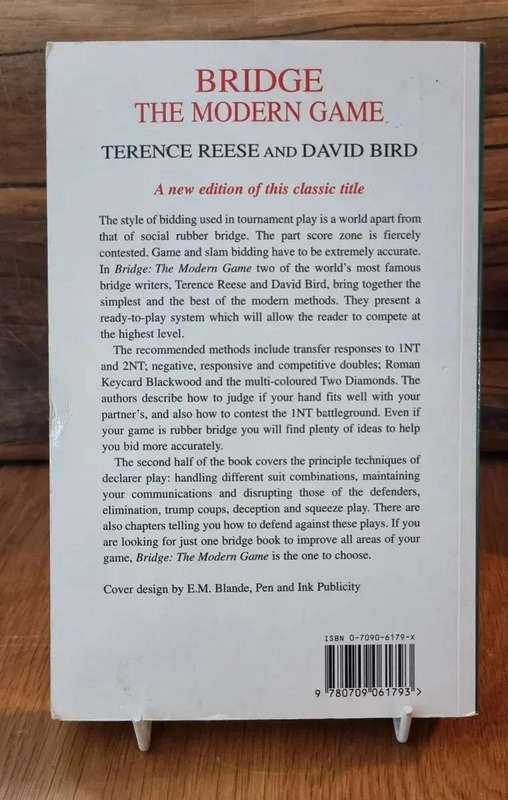 BRIDGE
THE MODERN GAME
TERENCE REESE AND DAVID BIRD
A new edition of this classic title
The style of bidding used in tournament play is a world apart from
that of social rubber bridge. The part score zone is fiercely
contested. Game and slam bidding have to be extremely accurate.
In Bridge: The Modern Game two of the world's most famous
bridge writers, Terence Reese and David Bird, bring together the
simplest and the best of the modern methods. They present a
ready-to-play system which will allow the reader to compete at
the highest level.
The recommended methods include transfer responses to 1NT
and 2NT; negative, responsive and competitive doubles; Roman
Keycard Blackwood and the multi-coloured Two Diamonds. The
authors describe how to judge if your hand fits well with your
partner's, and also how to contest the 1NT battleground. Even if
your game is rubber bridge you will find plenty of ideas to help
you bid more accurately.
The second half of the book covers the principle techniques of
declarer play: handling different suit combinations, maintaining
your communications and disrupting those of the defenders,
elimination, trump coups, deception and squeeze play. There are
also chapters telling you how to defend against these plays. If you
are looking for just one bridge book to improve all areas of your
game, Bridge: The Modern Game is the one to choose.
Cover design by E.M. Blande, Pen and Ink Publicity
ISBN 0-7090-6179-X
9 780709 061793 >